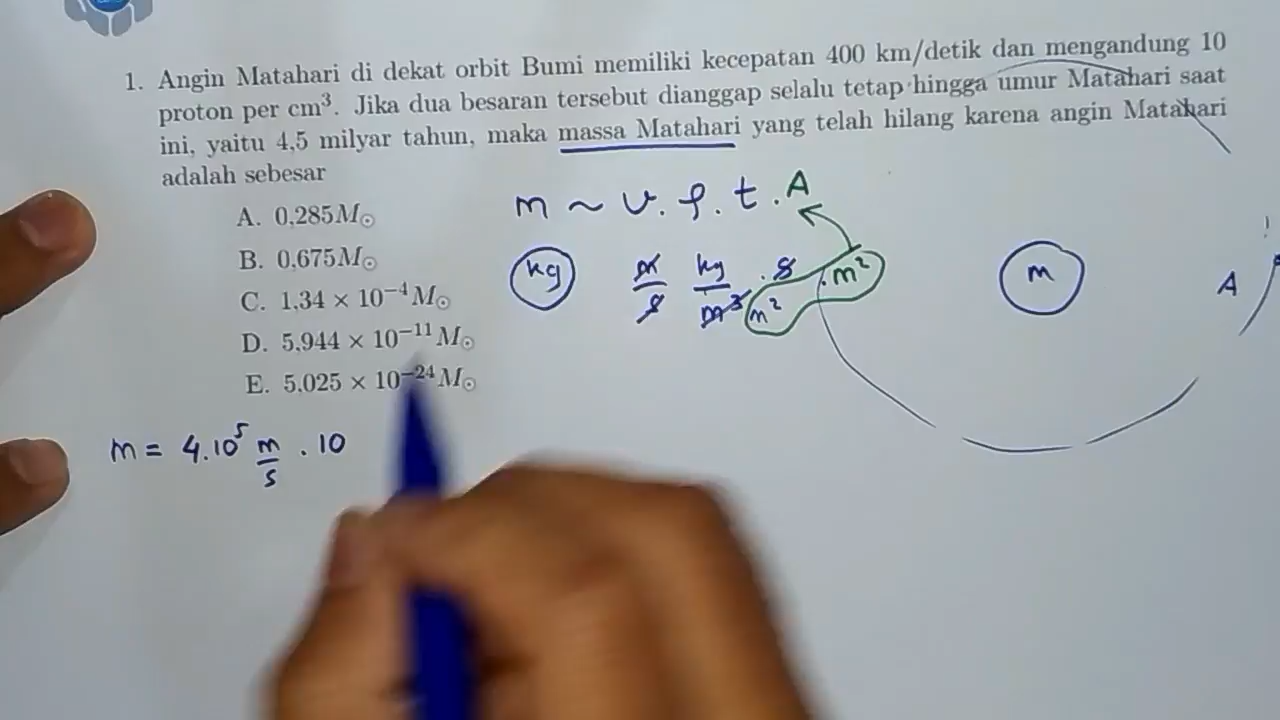 1. Angin Matahari di dekat orbit Bumi memiliki kecepatan 400 km/detik dan mengandung 10
proton per cm³. Jika dua besaran tersebut dianggap selalu tetap hingga umur Matahari saat
ini, yaitu 4,5 milyar tahun, maka massa Matahari yang telah hilang karena angin Matahari
adalah sebesar
A. 0,285M☉
B. 0,675M☉
C. 1,34 × 10⁻⁴M☉
D. 5,944 × 10⁻¹¹M☉
E. 5,025 × 10⁻²⁴M☉
m ~ v . ρ . t . A
kg m/s kg/m³ . s . m²
m²
m
A
m = 4.10⁵ m/s . 10